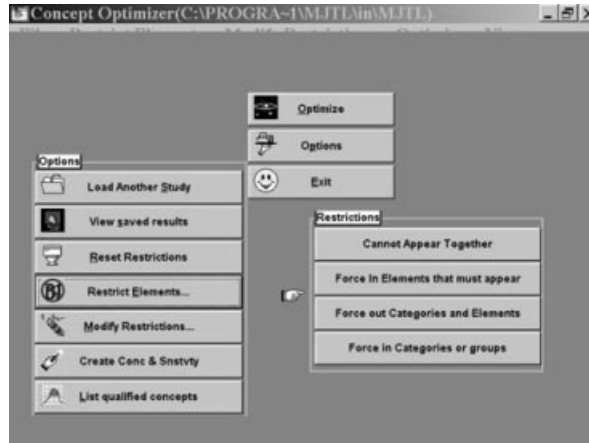 Concept Optimizer(C:\PROGRA~1\MJTL\in\MJTL)
Optimize
Options
Exit
Options
Load Another Study
View saved results
Reset Restrictions
Restrict Elements...
Modify Restrictions...
Create Conc & Snstvty
List qualified concepts
Restrictions
Cannot Appear Together
Force In Elements that must appear
Force out Categories and Elements
Force in Categories or groups